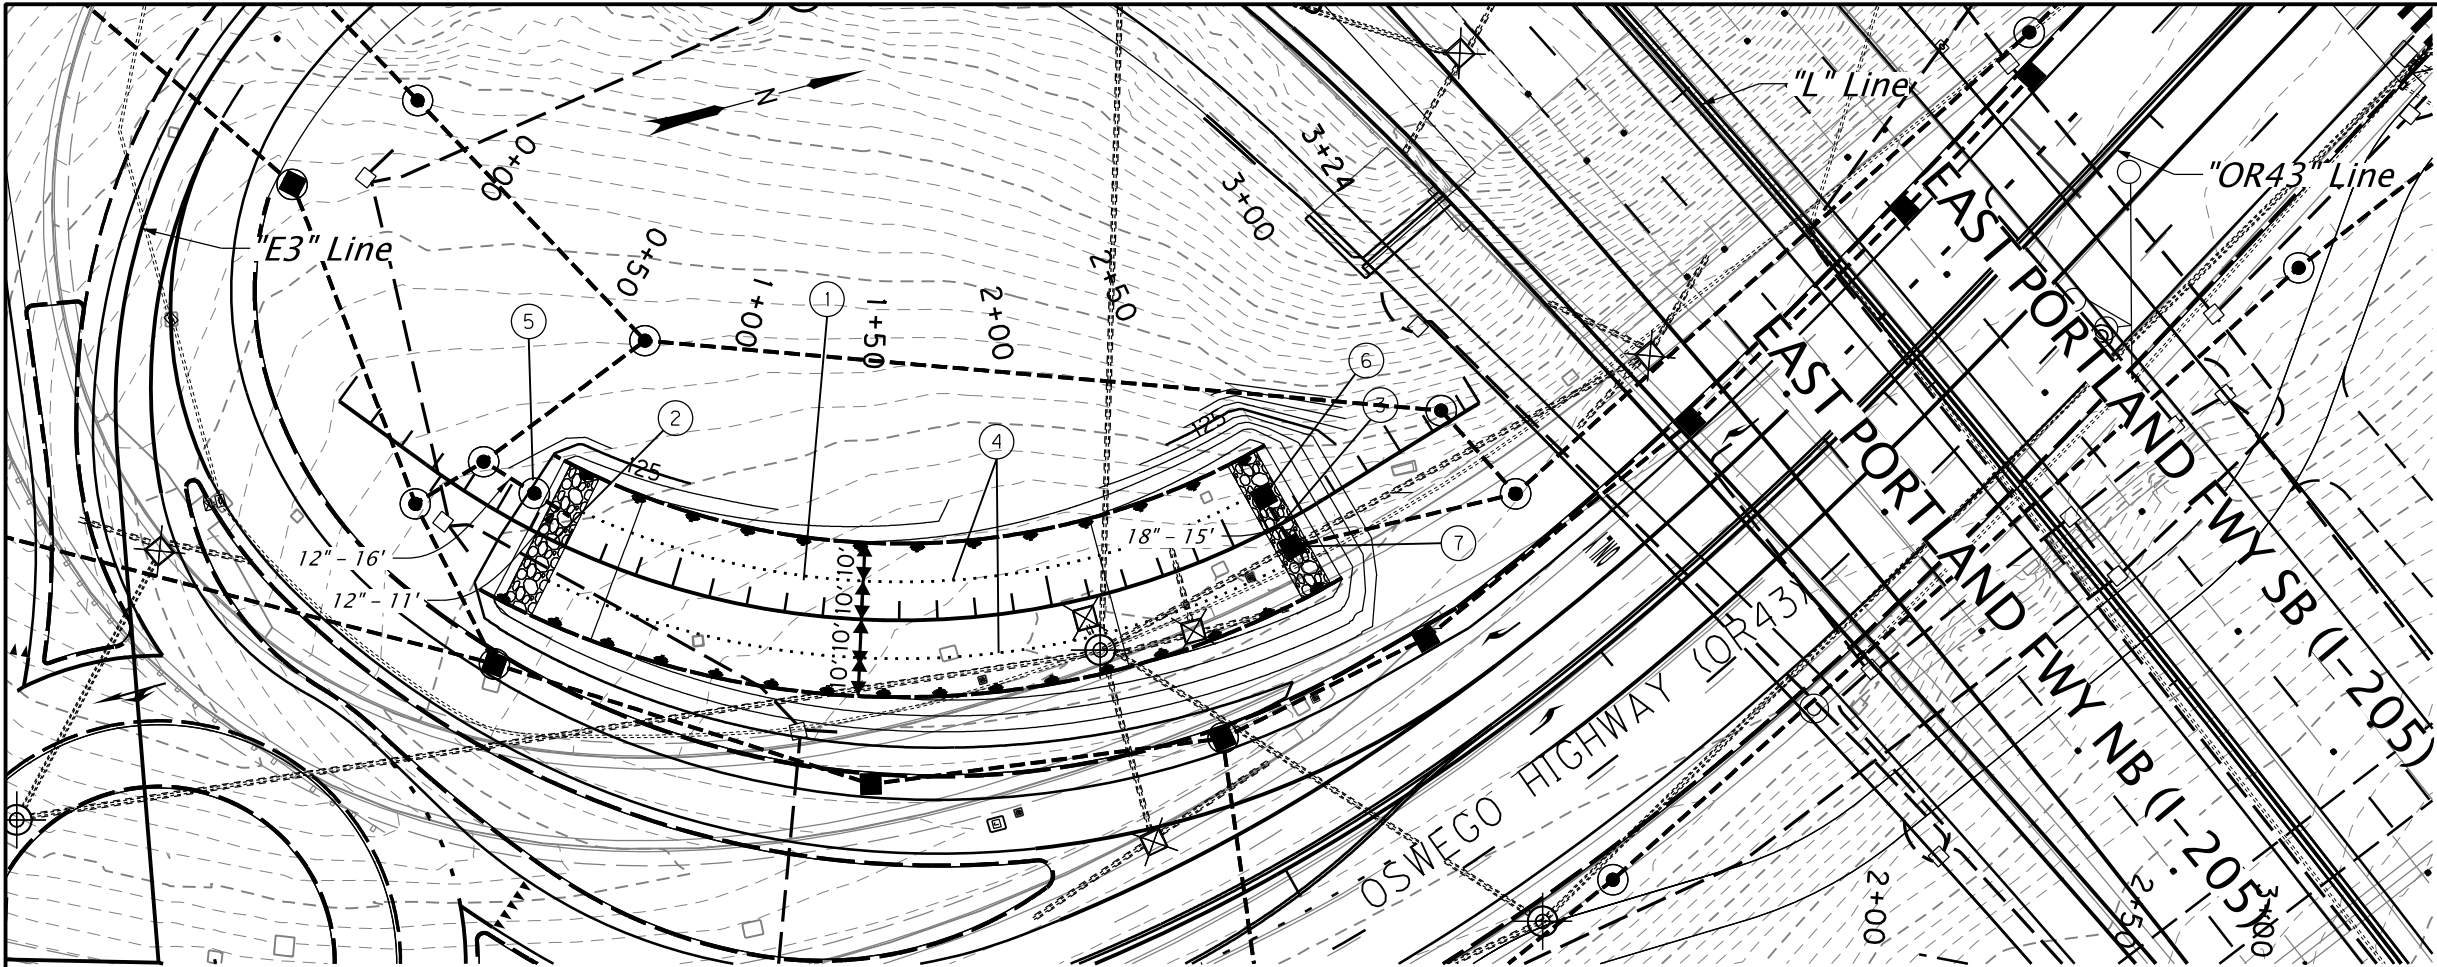 "L" Line
N
"OR43" Line
0+00
3+24
3+00
"E3" Line
0+50
1+00
1+50
2+00
2+50
1
5
2
4
6
3
7
125
125
18" - 15'
12" - 16'
12" - 11'
10'
10'
10'
10'
EAST PORTLAND FWY SB (I-205)
EAST PORTLAND FWY NB (I-205)
OSWEGO HIGHWAY (OR43)
2+00
2+50
3+00